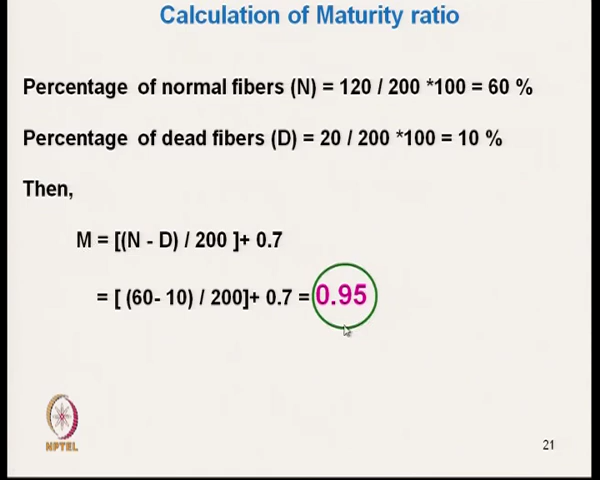 Calculation of Maturity ratio
Percentage of normal fibers (N) = 120 / 200 *100 = 60 %
Percentage of dead fibers (D) = 20 / 200 *100 = 10 %
Then,
M = [(N - D) / 200 ]+ 0.7
= [ (60- 10) / 200]+ 0.7 = 0.95
NPTEL
21